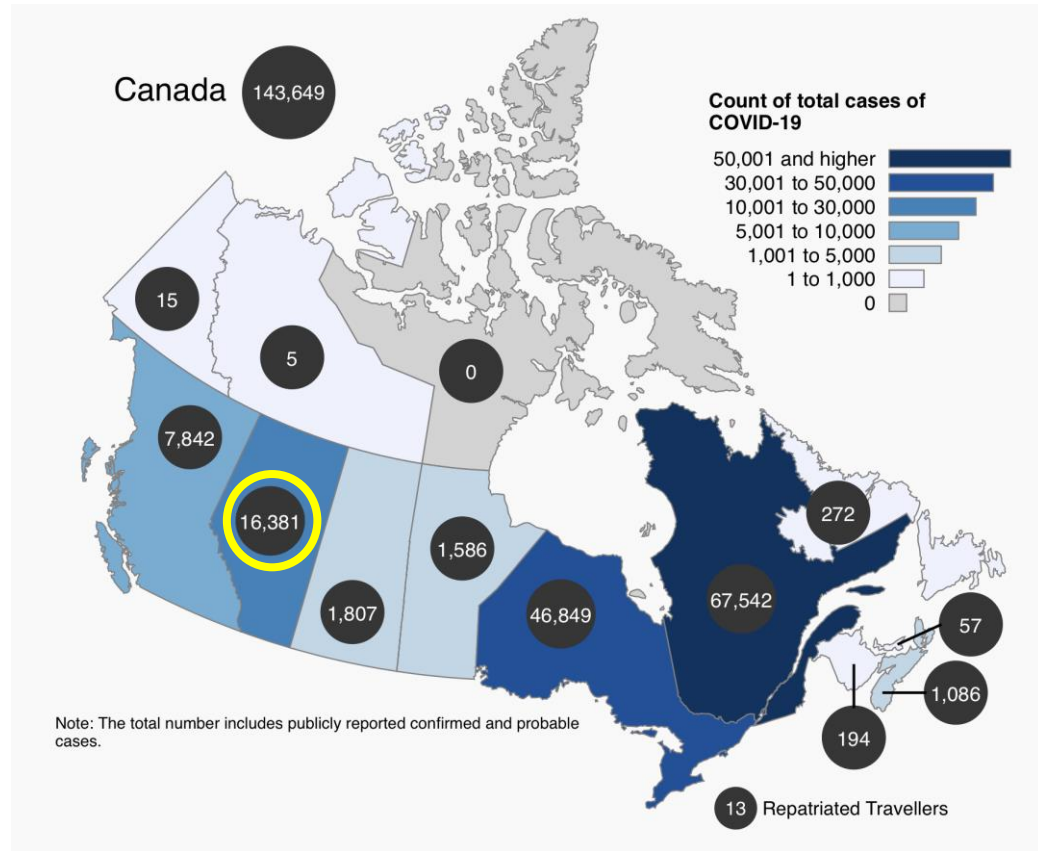 Canada
143,649
Count of total cases of
COVID-19
50,001 and higher
30,001 to 50,000
10,001 to 30,000
5,001 to 10,000
1,001 to 5,000
1 to 1,000
0
15
5
0
7,842
16,381
1,807
1,586
46,849
67,542
272
57
1,086
194
Note: The total number includes publicly reported confirmed and probable
cases.
13 Repatriated Travellers